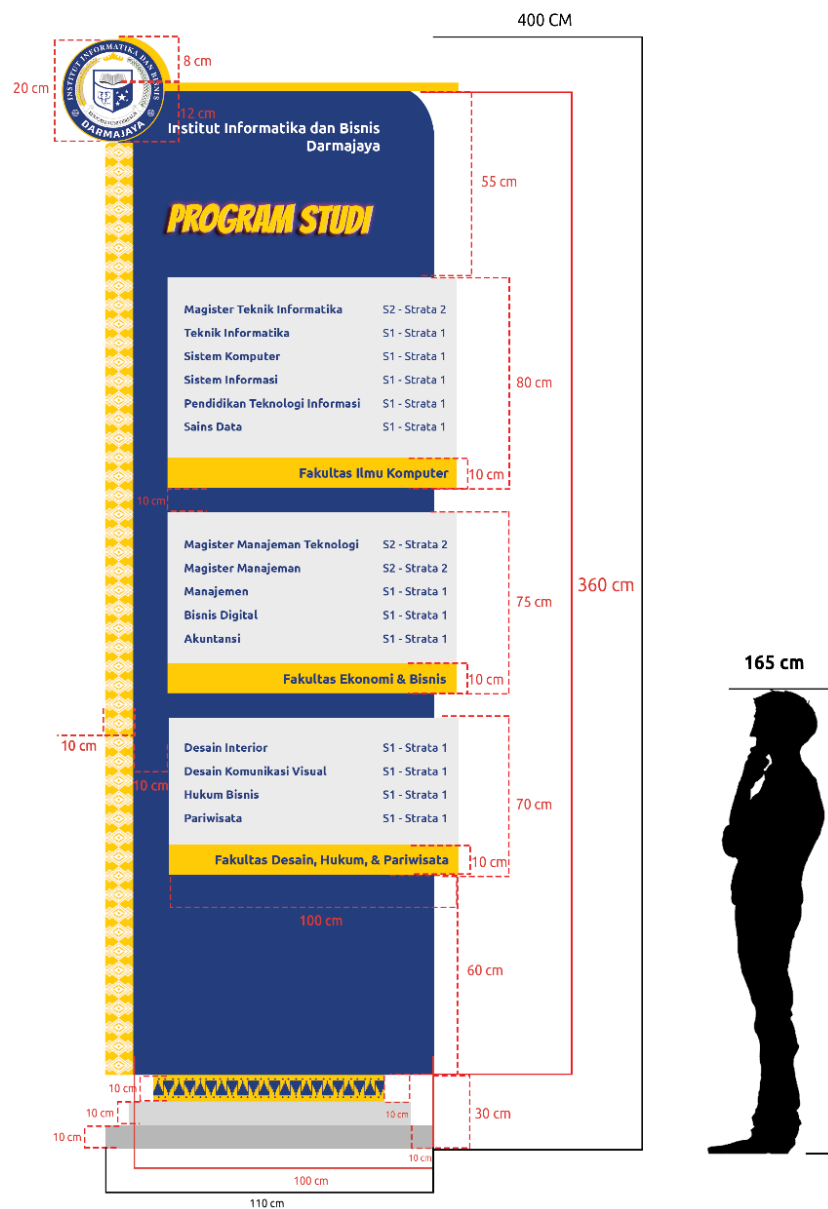 400 CM
8 cm
20 cm
INSTITUT INFORMATIKA DAN BISNIS
DARMAJAYA
12 cm
Institut Informatika dan Bisnis
Darmajaya
55 cm
PROGRAM STUDI
Magister Teknik Informatika S2 - Strata 2
Teknik Informatika S1 - Strata 1
Sistem Komputer S1 - Strata 1
Sistem Informasi S1 - Strata 1
Pendidikan Teknologi Informasi S1 - Strata 1
Sains Data S1 - Strata 1
80 cm
Fakultas Ilmu Komputer
10 cm
10 cm
Magister Manajeman Teknologi S2 - Strata 2
Magister Manajeman S2 - Strata 2
Manajemen S1 - Strata 1
Bisnis Digital S1 - Strata 1
Akuntansi S1 - Strata 1
75 cm
360 cm
Fakultas Ekonomi & Bisnis
10 cm
165 cm
10 cm
10 cm
Desain Interior S1 - Strata 1
Desain Komunikasi Visual S1 - Strata 1
Hukum Bisnis S1 - Strata 1
Pariwisata S1 - Strata 1
70 cm
Fakultas Desain, Hukum, & Pariwisata
10 cm
100 cm
60 cm
10 cm
10 cm
10 cm
10 cm
30 cm
10 cm
100 cm
110 cm